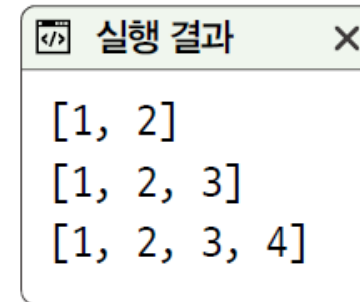 실행 결과
[1, 2]
[1, 2, 3]
[1, 2, 3, 4]